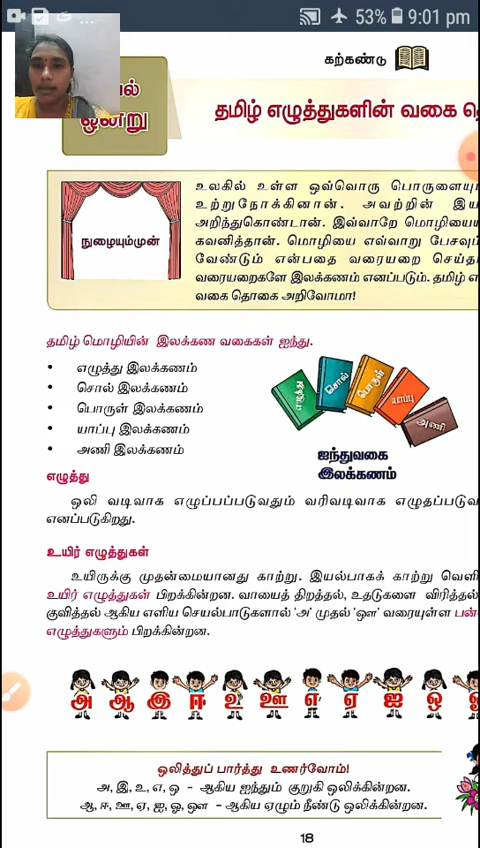 53% 9:01 pm
கற்கண்டு
ஒன்று
தமிழ் எழுத்துகளின் வகை
உலகில் உள்ள ஒவ்வொரு பொருளையும்
நுழையும்முன்
உற்றுநோக்கினான். அவற்றின்
அறிந்துகொண்டான். இவ்வாறே
கவனித்தான். மொழியை எவ்வாறு
வேண்டும் என்பதை வரையறை
வரையறைகளே இலக்கணம் எனப்படும். தமிழ்
வகை தொகை அறிவோமா!
தமிழ் மொழியின் இலக்கண வகைகள் ஐந்து.
• எழுத்து இலக்கணம்
• சொல் இலக்கணம்
• பொருள் இலக்கணம்
• யாப்பு இலக்கணம்
• அணி இலக்கணம்
எழுத்து
சொல்
பொருள்
யாப்பு
அணி
ஐந்துவகை
இலக்கணம்
எழுத்து
ஒலி வடிவாக எழுப்பப்படுவதும் வரிவடிவாக
எனப்படுகிறது.
உயிர் எழுத்துகள்
உயிருக்கு முதன்மையானது காற்று. இயல்பாகக் காற்று
உயிர் எழுத்துகள் பிறக்கின்றன. வாயைத் திறத்தல், உதடுகளை விரித்தல்
குவித்தல் ஆகிய எளிய செயல்பாடுகளால் 'அ' முதல் 'ஔ' வரையுள்ள
எழுத்துகளும் பிறக்கின்றன.
அ ஆ இ ஈ உ ஊ எ ஏ ஐ ஒ
ஒலித்துப் பார்த்து உணர்வோம்!
அ, இ, உ, எ, ஒ - ஆகிய ஐந்தும் குறுகி ஒலிக்கின்றன.
ஆ, ஈ, ஊ, ஏ, ஐ, ஓ, ஔ - ஆகிய ஏழும் நீண்டு ஒலிக்கின்றன.
18